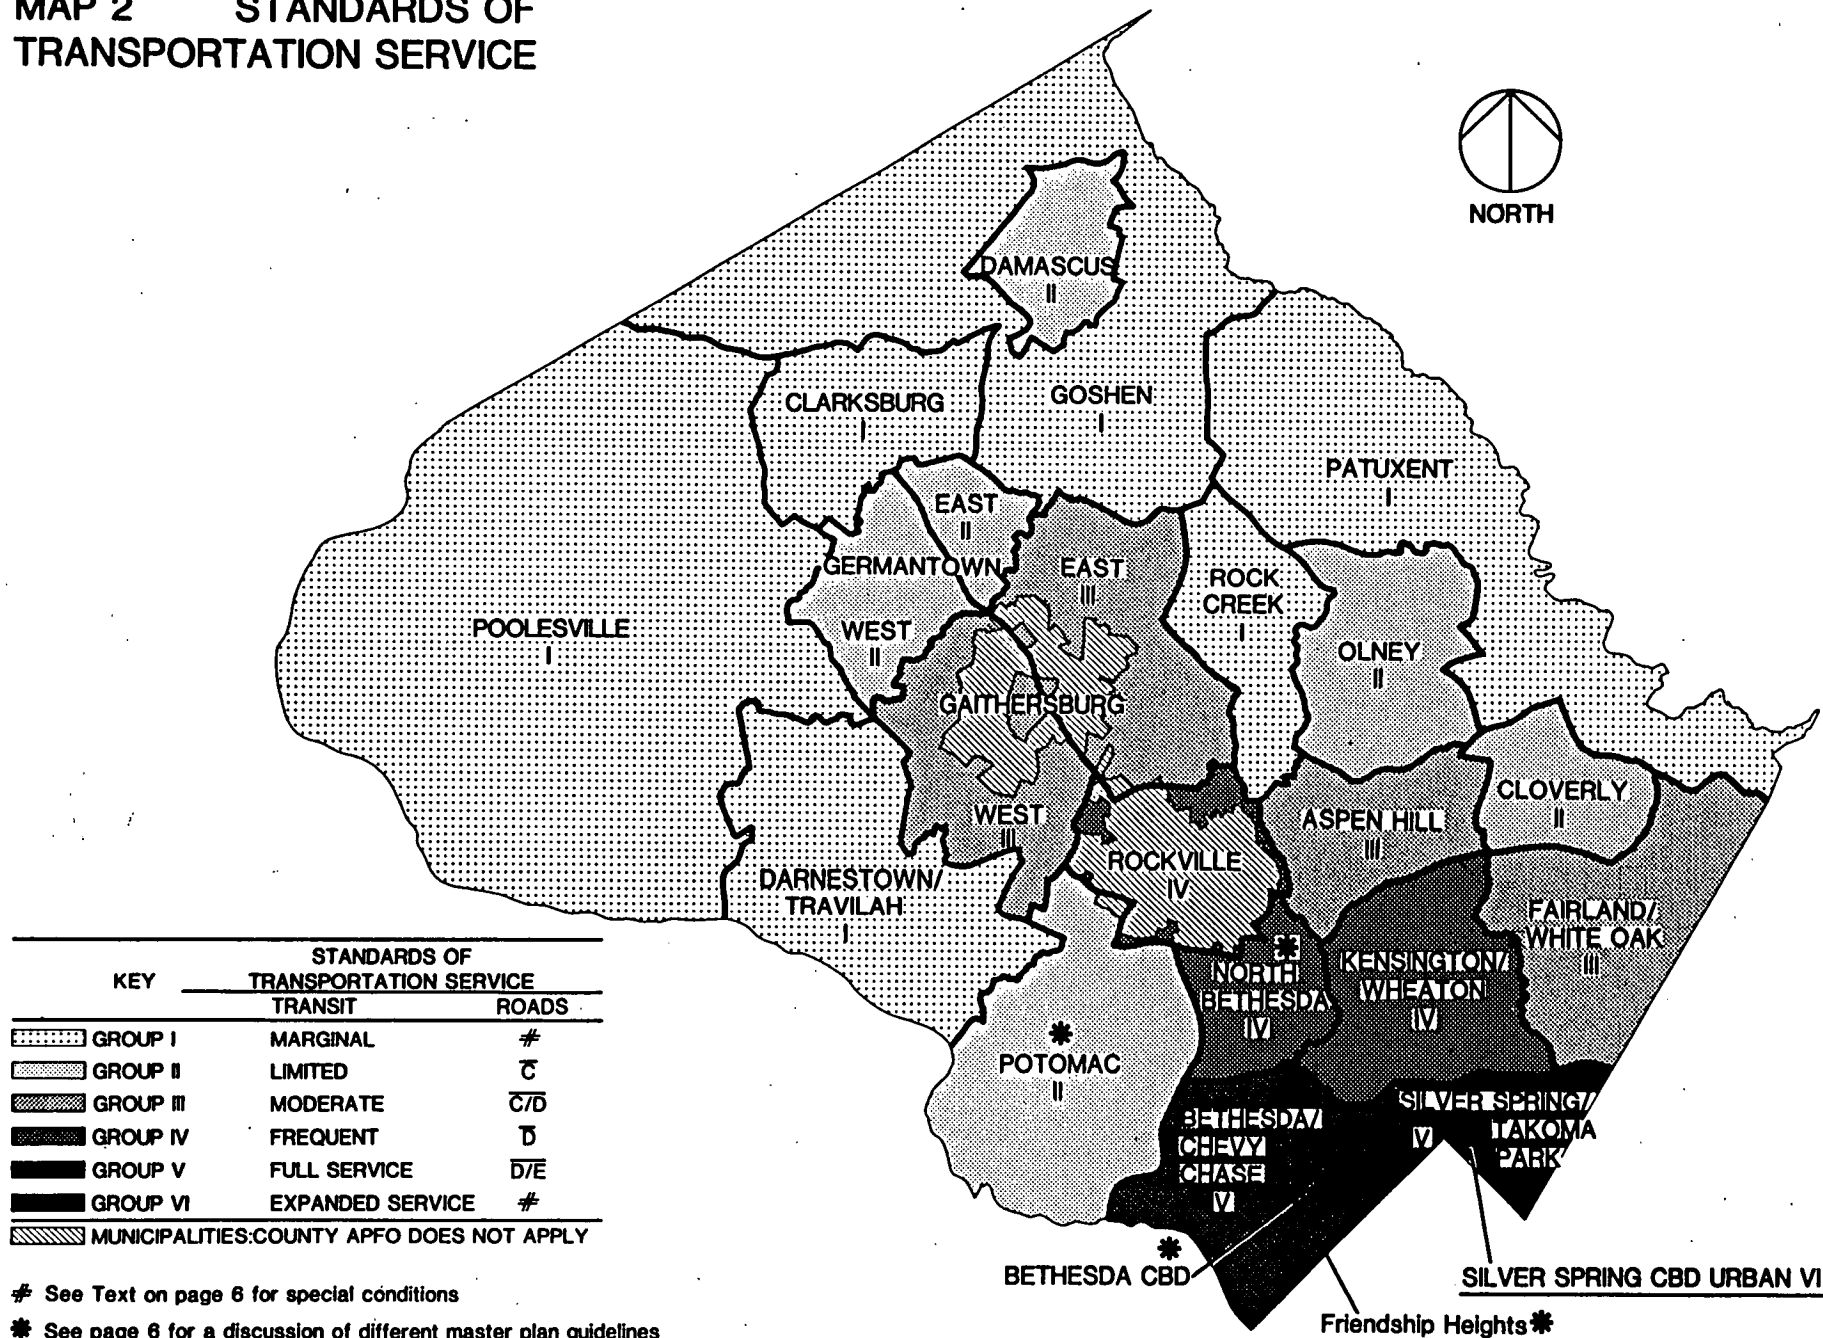 MAP 2 STANDARDS OF
TRANSPORTATION SERVICE
NORTH
DAMASCUS
II
CLARKSBURG
I
GOSHEN
I
PATUXENT
I
EAST
II
GERMANTOWN
WEST
II
EAST
III
ROCK
CREEK
I
POOLESVILLE
I
OLNEY
II
GAITHERSBURG
WEST
III
CLOVERLY
II
ASPEN HILL
III
ROCKVILLE
IV
DARNESTOWN/
TRAVILAH
I
FAIRLAND/
WHITE OAK
III
✱
NORTH
BETHESDA
IV
KENSINGTON/
WHEATON
IV
✱
POTOMAC
II
BETHESDA/
CHEVY
CHASE
V
SILVER SPRING/
TAKOMA
PARK
V
✱
BETHESDA CBD
SILVER SPRING CBD URBAN VI
Friendship Heights✱
KEY STANDARDS OF
TRANSPORTATION SERVICE
TRANSIT ROADS
GROUP I MARGINAL #
GROUP II LIMITED C̅
GROUP III MODERATE C̅/̅D̅
GROUP IV FREQUENT D̅
GROUP V FULL SERVICE D̅/̅E̅
GROUP VI EXPANDED SERVICE #
MUNICIPALITIES:COUNTY APFO DOES NOT APPLY
# See Text on page 6 for special conditions
✱ See page 6 for a discussion of different master plan guidelines